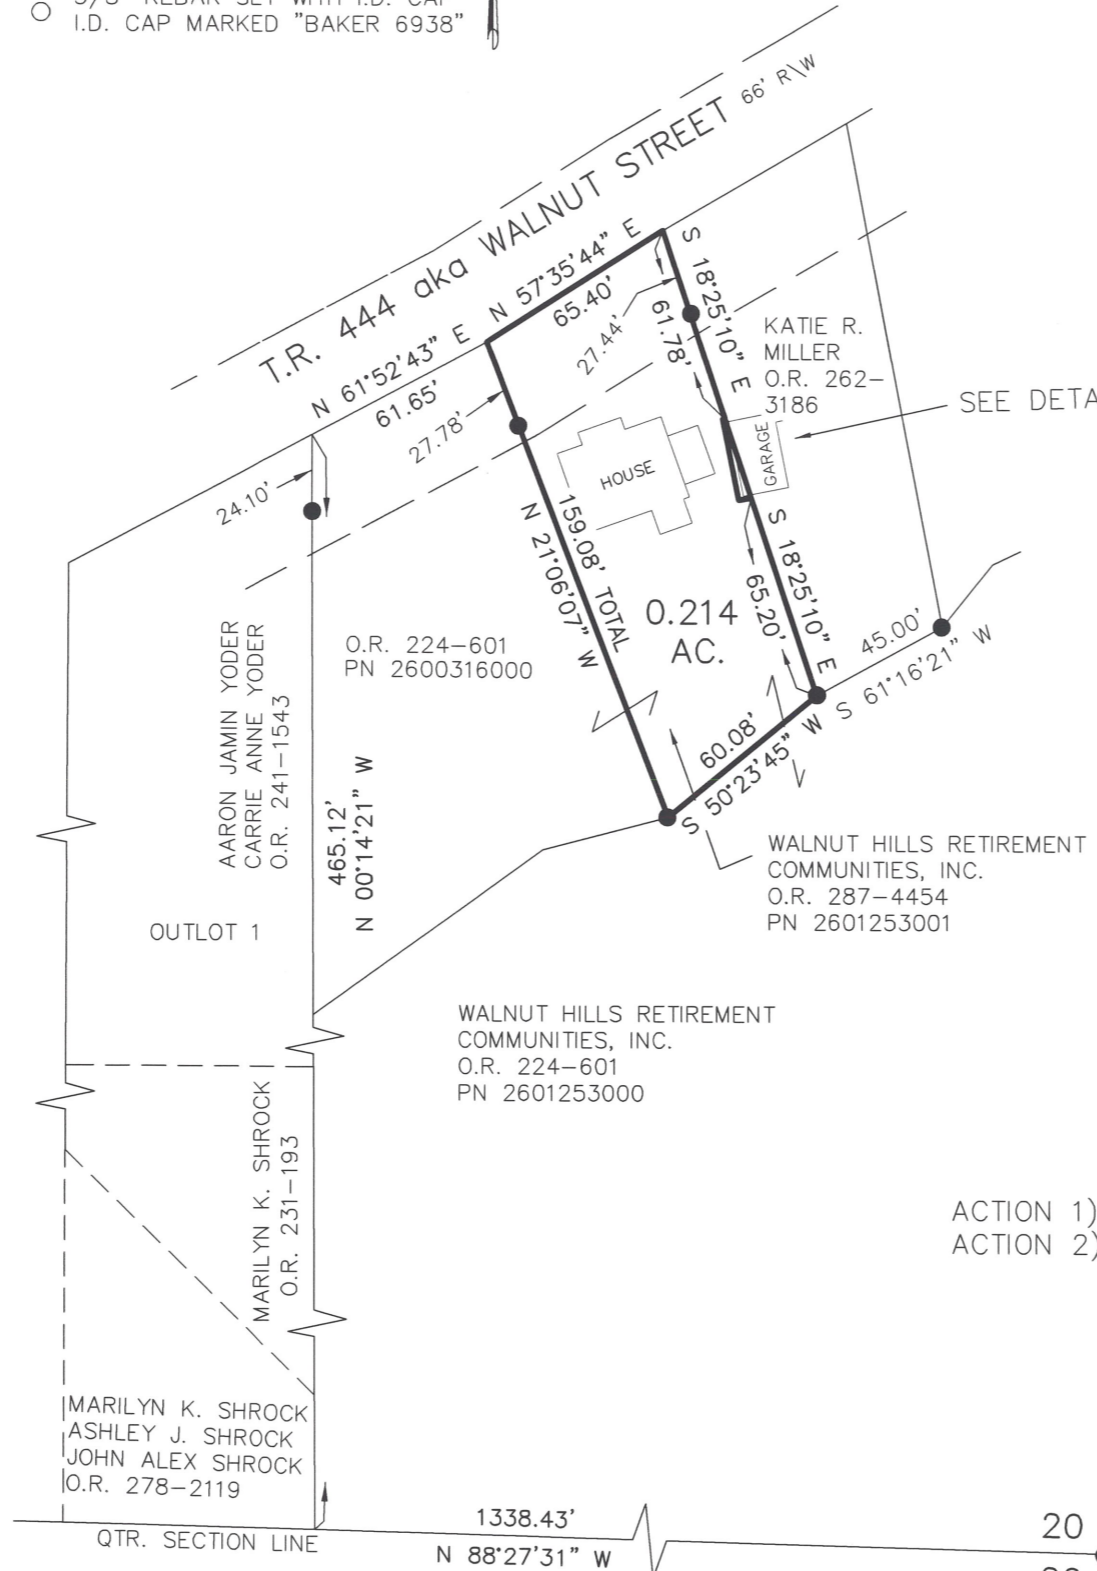 I.D. CAP MARKED "BAKER 6938"
T.R. 444 aka WALNUT STREET 66' R\W
N 57°35'44" E
65.40'
S 18°25'10" E
61.78'
27.44'
N 61°52'43" E
61.65'
27.78'
24.10'
KATIE R.
MILLER
O.R. 262-
3186
SEE DETA
GARAGE
HOUSE
159.08' TOTAL
N 21°06'07" W
S 18°25'10" E
65.20'
0.214
AC.
45.00'
S 61°16'21" W
60.08'
S 50°23'45" W
O.R. 224-601
PN 2600316000
AARON JAMIN YODER
CARRIE ANNE YODER
O.R. 241-1543
465.12'
N 00°14'21" W
OUTLOT 1
WALNUT HILLS RETIREMENT
COMMUNITIES, INC.
O.R. 287-4454
PN 2601253001
WALNUT HILLS RETIREMENT
COMMUNITIES, INC.
O.R. 224-601
PN 2601253000
MARILYN K. SHROCK
O.R. 231-193
ACTION 1)
ACTION 2)
MARILYN K. SHROCK
ASHLEY J. SHROCK
JOHN ALEX SHROCK
O.R. 278-2119
1338.43'
N 88°27'31" W
QTR. SECTION LINE
20